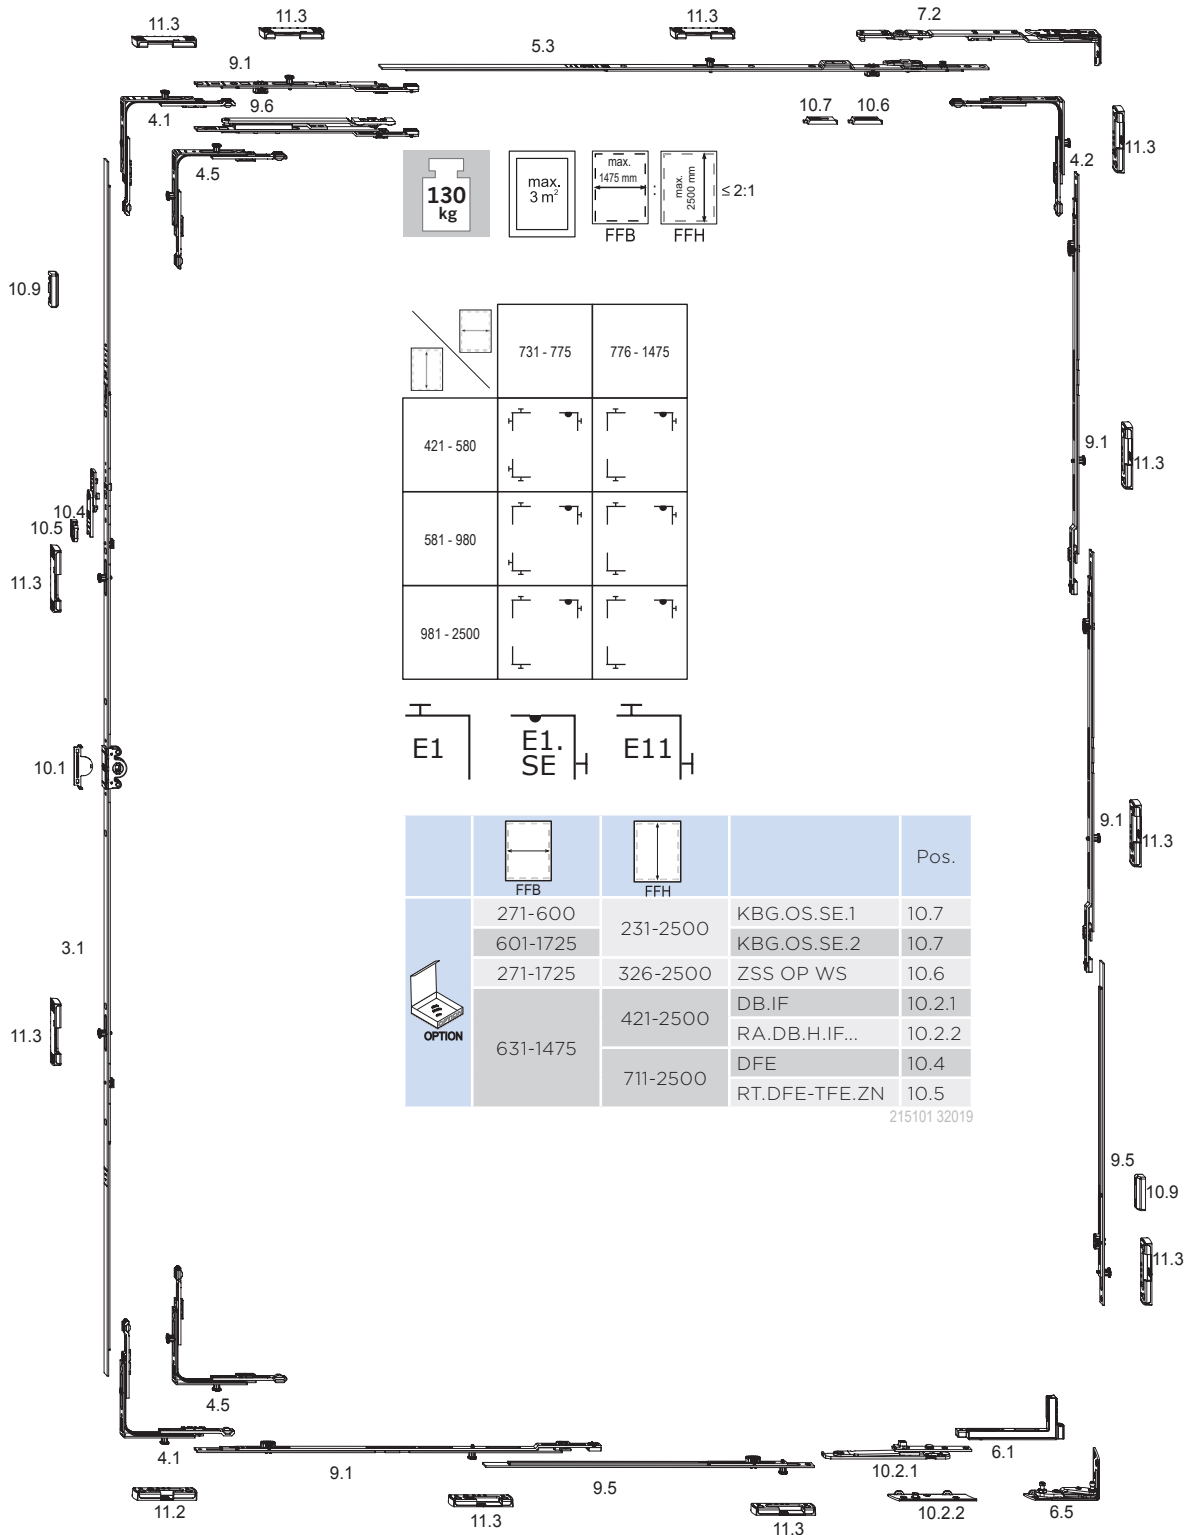 11.3
11.3
11.3
7.2
5.3
9.1
9.6
4.1
10.7
10.6
4.5
4.2
11.3
130
kg
max.
3 m²
max.
1475 mm
FFB
:
max.
2500 mm
FFH
≤ 2:1
10.9
731 - 775
776 - 1475
421 - 580
581 - 980
981 - 2500
9.1
11.3
10.4
10.5
11.3
E1
E1.
SE
E11
10.1
9.1
11.3
FFB
FFH
Pos.
271-600
231-2500
KBG.OS.SE.1
10.7
601-1725
KBG.OS.SE.2
10.7
271-1725
326-2500
ZSS OP WS
10.6
OPTION
631-1475
421-2500
DB.IF
10.2.1
RA.DB.H.IF...
10.2.2
711-2500
DFE
10.4
RT.DFE-TFE.ZN
10.5
215101 32019
3.1
11.3
9.5
10.9
11.3
4.5
4.1
9.1
9.5
10.2.1
6.1
11.2
11.3
11.3
10.2.2
6.5